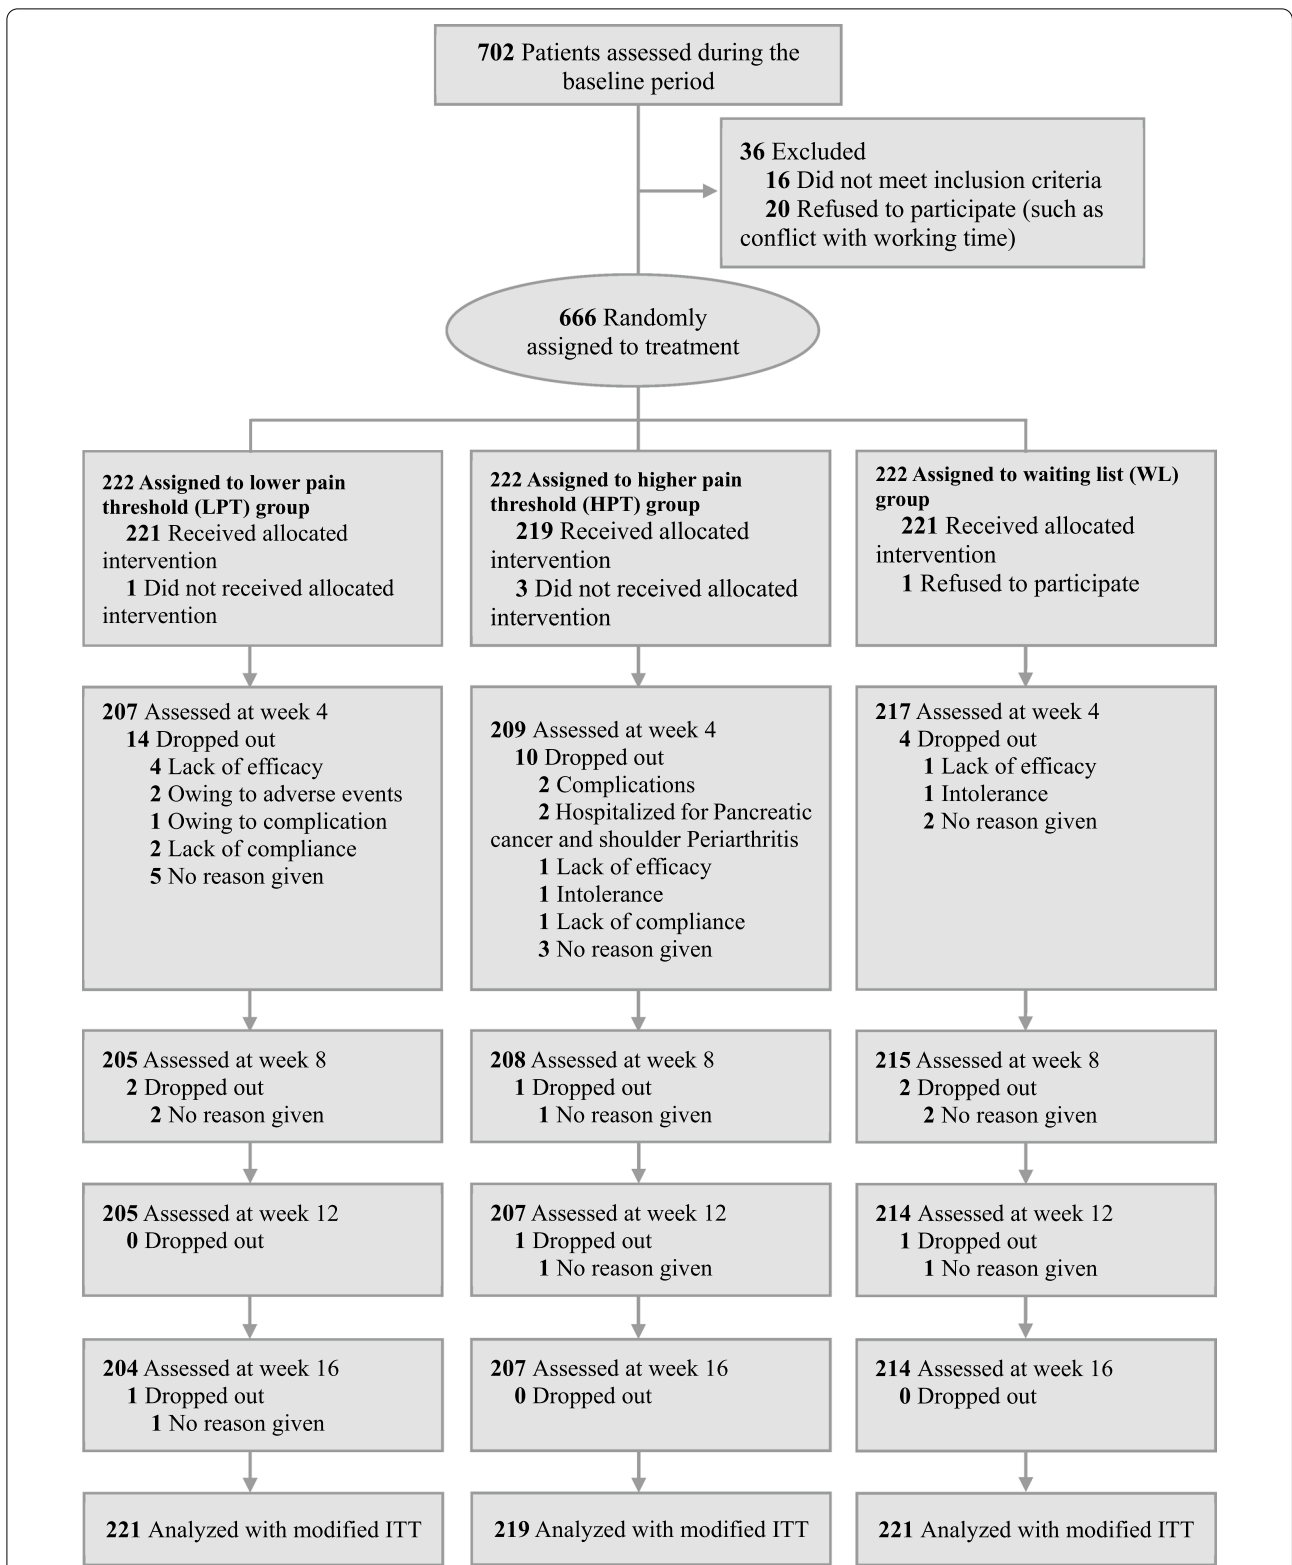 702 Patients assessed during the
baseline period
36 Excluded
16 Did not meet inclusion criteria
20 Refused to participate (such as
conflict with working time)
666 Randomly
assigned to treatment
222 Assigned to lower pain
threshold (LPT) group
221 Received allocated
intervention
1 Did not received allocated
intervention
222 Assigned to higher pain
threshold (HPT) group
219 Received allocated
intervention
3 Did not received allocated
intervention
222 Assigned to waiting list (WL)
group
221 Received allocated
intervention
1 Refused to participate
207 Assessed at week 4
14 Dropped out
4 Lack of efficacy
2 Owing to adverse events
1 Owing to complication
2 Lack of compliance
5 No reason given
209 Assessed at week 4
10 Dropped out
2 Complications
2 Hospitalized for Pancreatic
cancer and shoulder Periarthritis
1 Lack of efficacy
1 Intolerance
1 Lack of compliance
3 No reason given
217 Assessed at week 4
4 Dropped out
1 Lack of efficacy
1 Intolerance
2 No reason given
205 Assessed at week 8
2 Dropped out
2 No reason given
208 Assessed at week 8
1 Dropped out
1 No reason given
215 Assessed at week 8
2 Dropped out
2 No reason given
205 Assessed at week 12
0 Dropped out
207 Assessed at week 12
1 Dropped out
1 No reason given
214 Assessed at week 12
1 Dropped out
1 No reason given
204 Assessed at week 16
1 Dropped out
1 No reason given
207 Assessed at week 16
0 Dropped out
214 Assessed at week 16
0 Dropped out
221 Analyzed with modified ITT
219 Analyzed with modified ITT
221 Analyzed with modified ITT